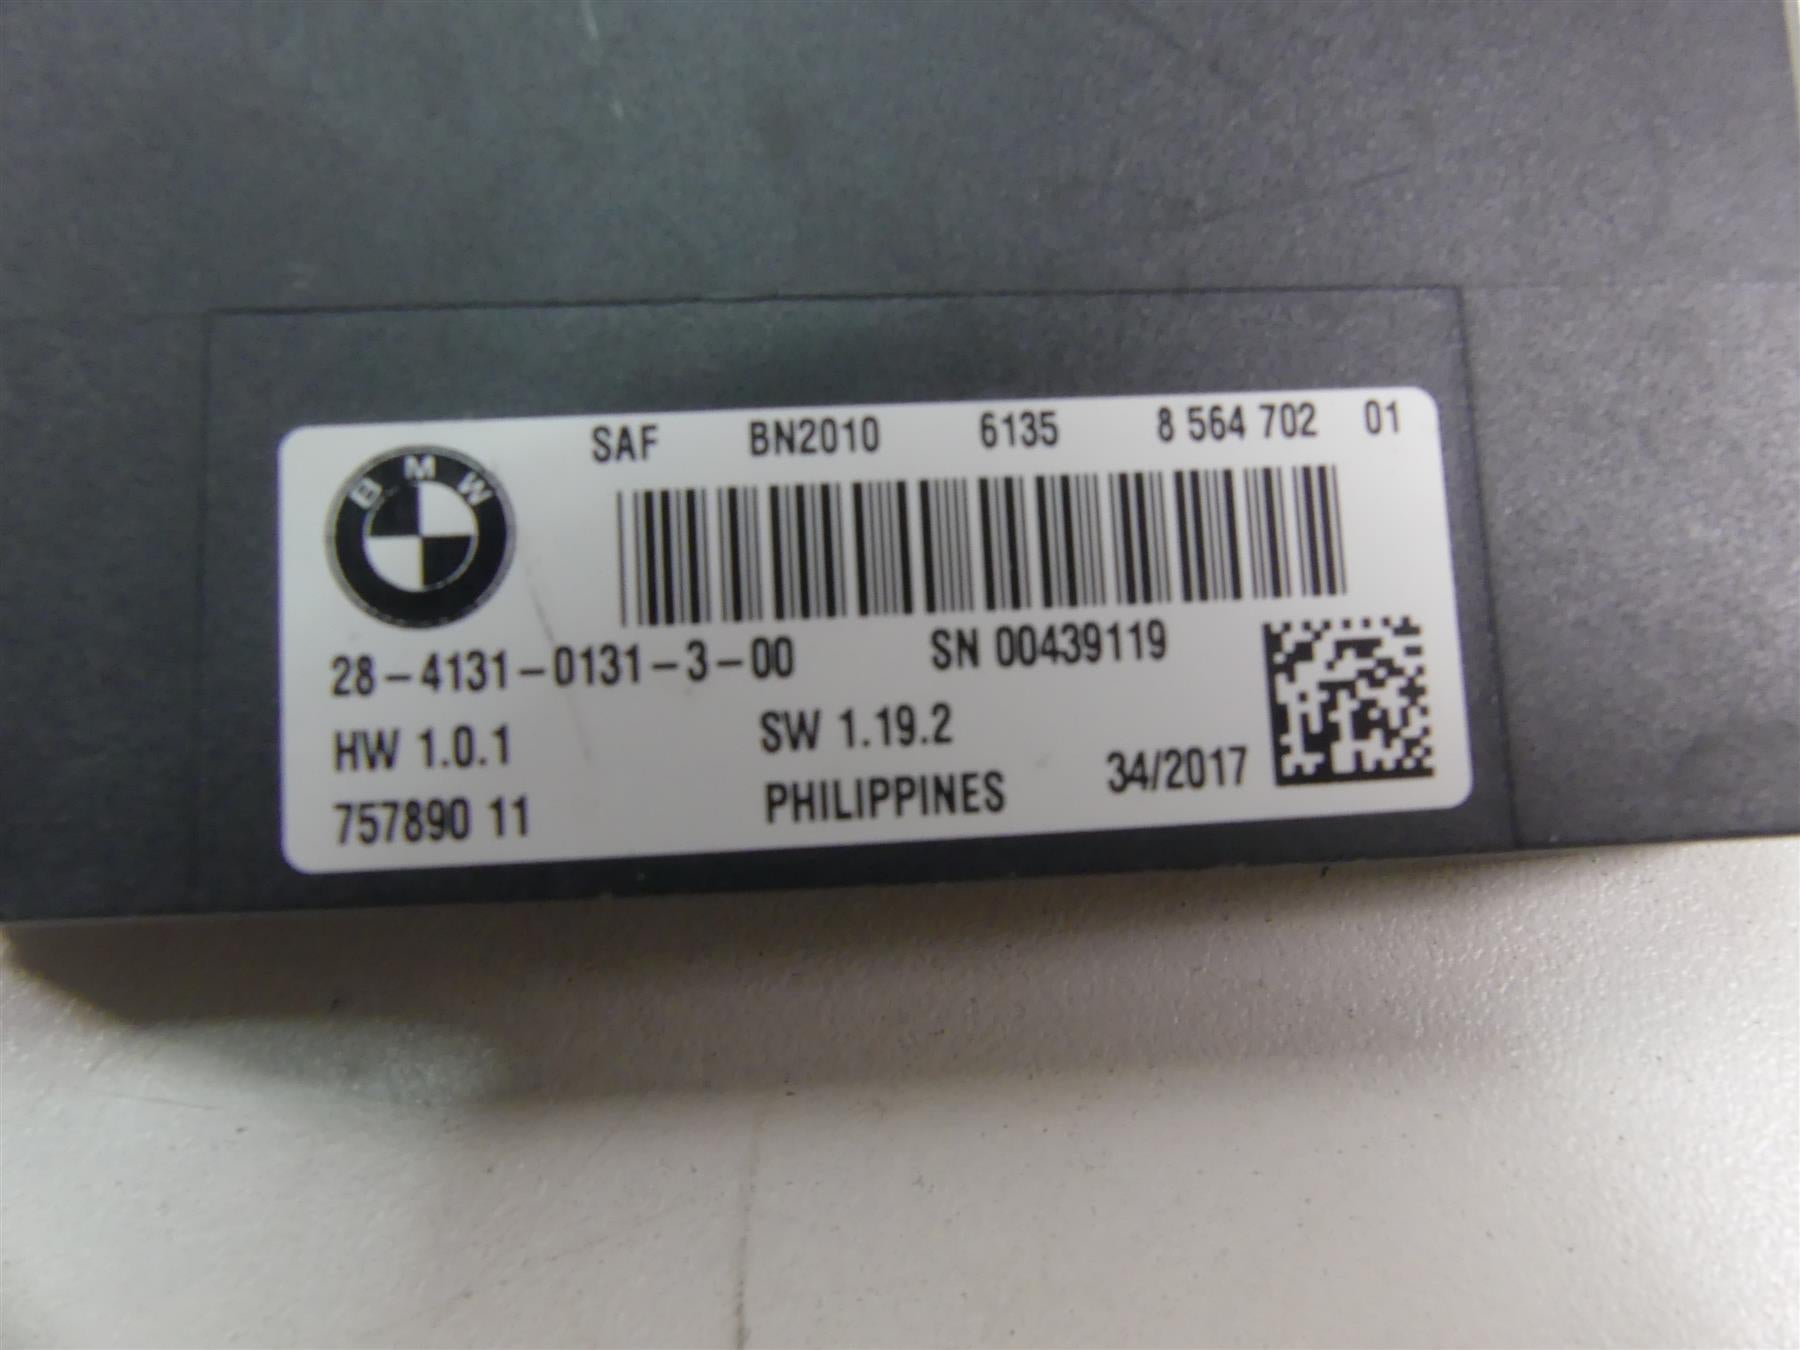 SAF BN2010 6135 8 564 702 01
BMW
28-4131-0131-3-00 SN 00439119
HW 1.0.1 SW 1.19.2
757890 11 PHILIPPINES 34/2017